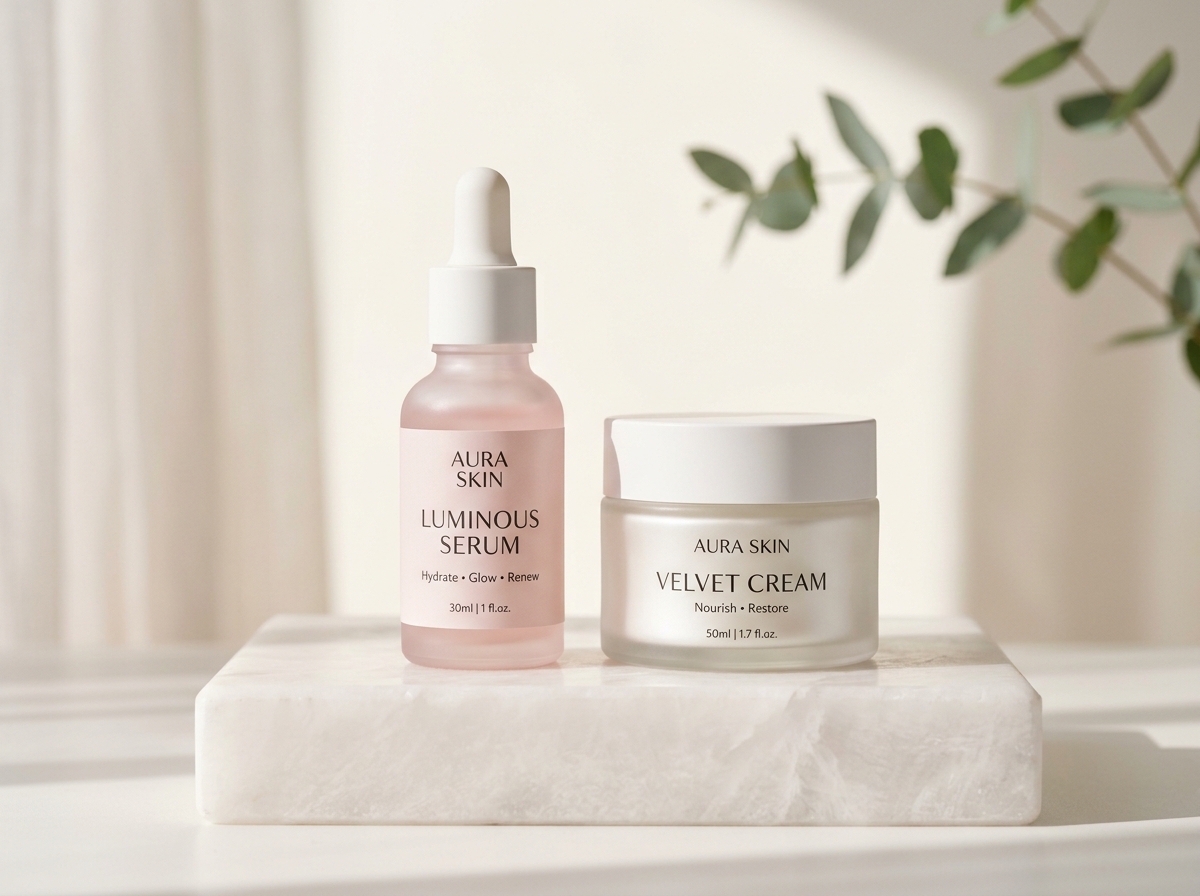 AURA
SKIN
LUMINOUS
SERUM
Hydrate • Glow • Renew
30ml | 1 fl.oz.
AURA SKIN
VELVET CREAM
Nourish • Restore
50ml | 1.7 fl.oz.